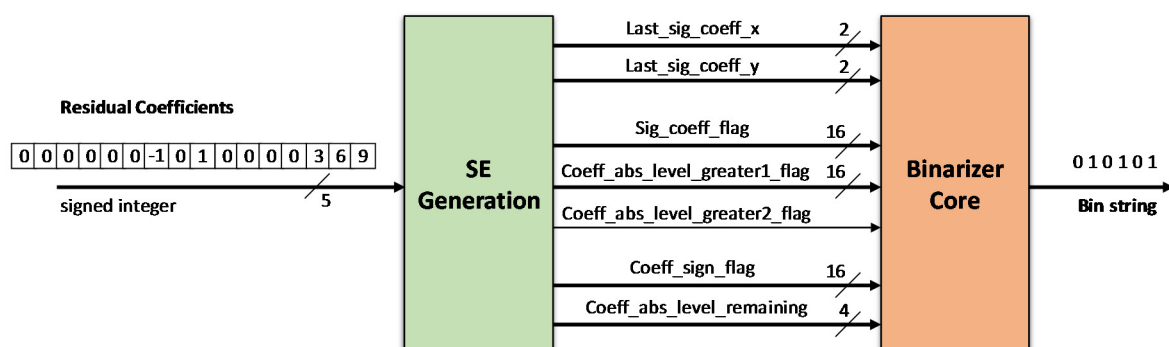 Last_sig_coeff_x 2
Last_sig_coeff_y 2
Residual Coefficients
0 0 0 0 0 0 -1 0 1 0 0 0 0 3 6 9
signed integer 5
SE
Generation
Sig_coeff_flag 16
Coeff_abs_level_greater1_flag 16
Coeff_abs_level_greater2_flag
Coeff_sign_flag 16
Coeff_abs_level_remaining 4
Binarizer
Core
0 1 0 1 0 1
Bin string